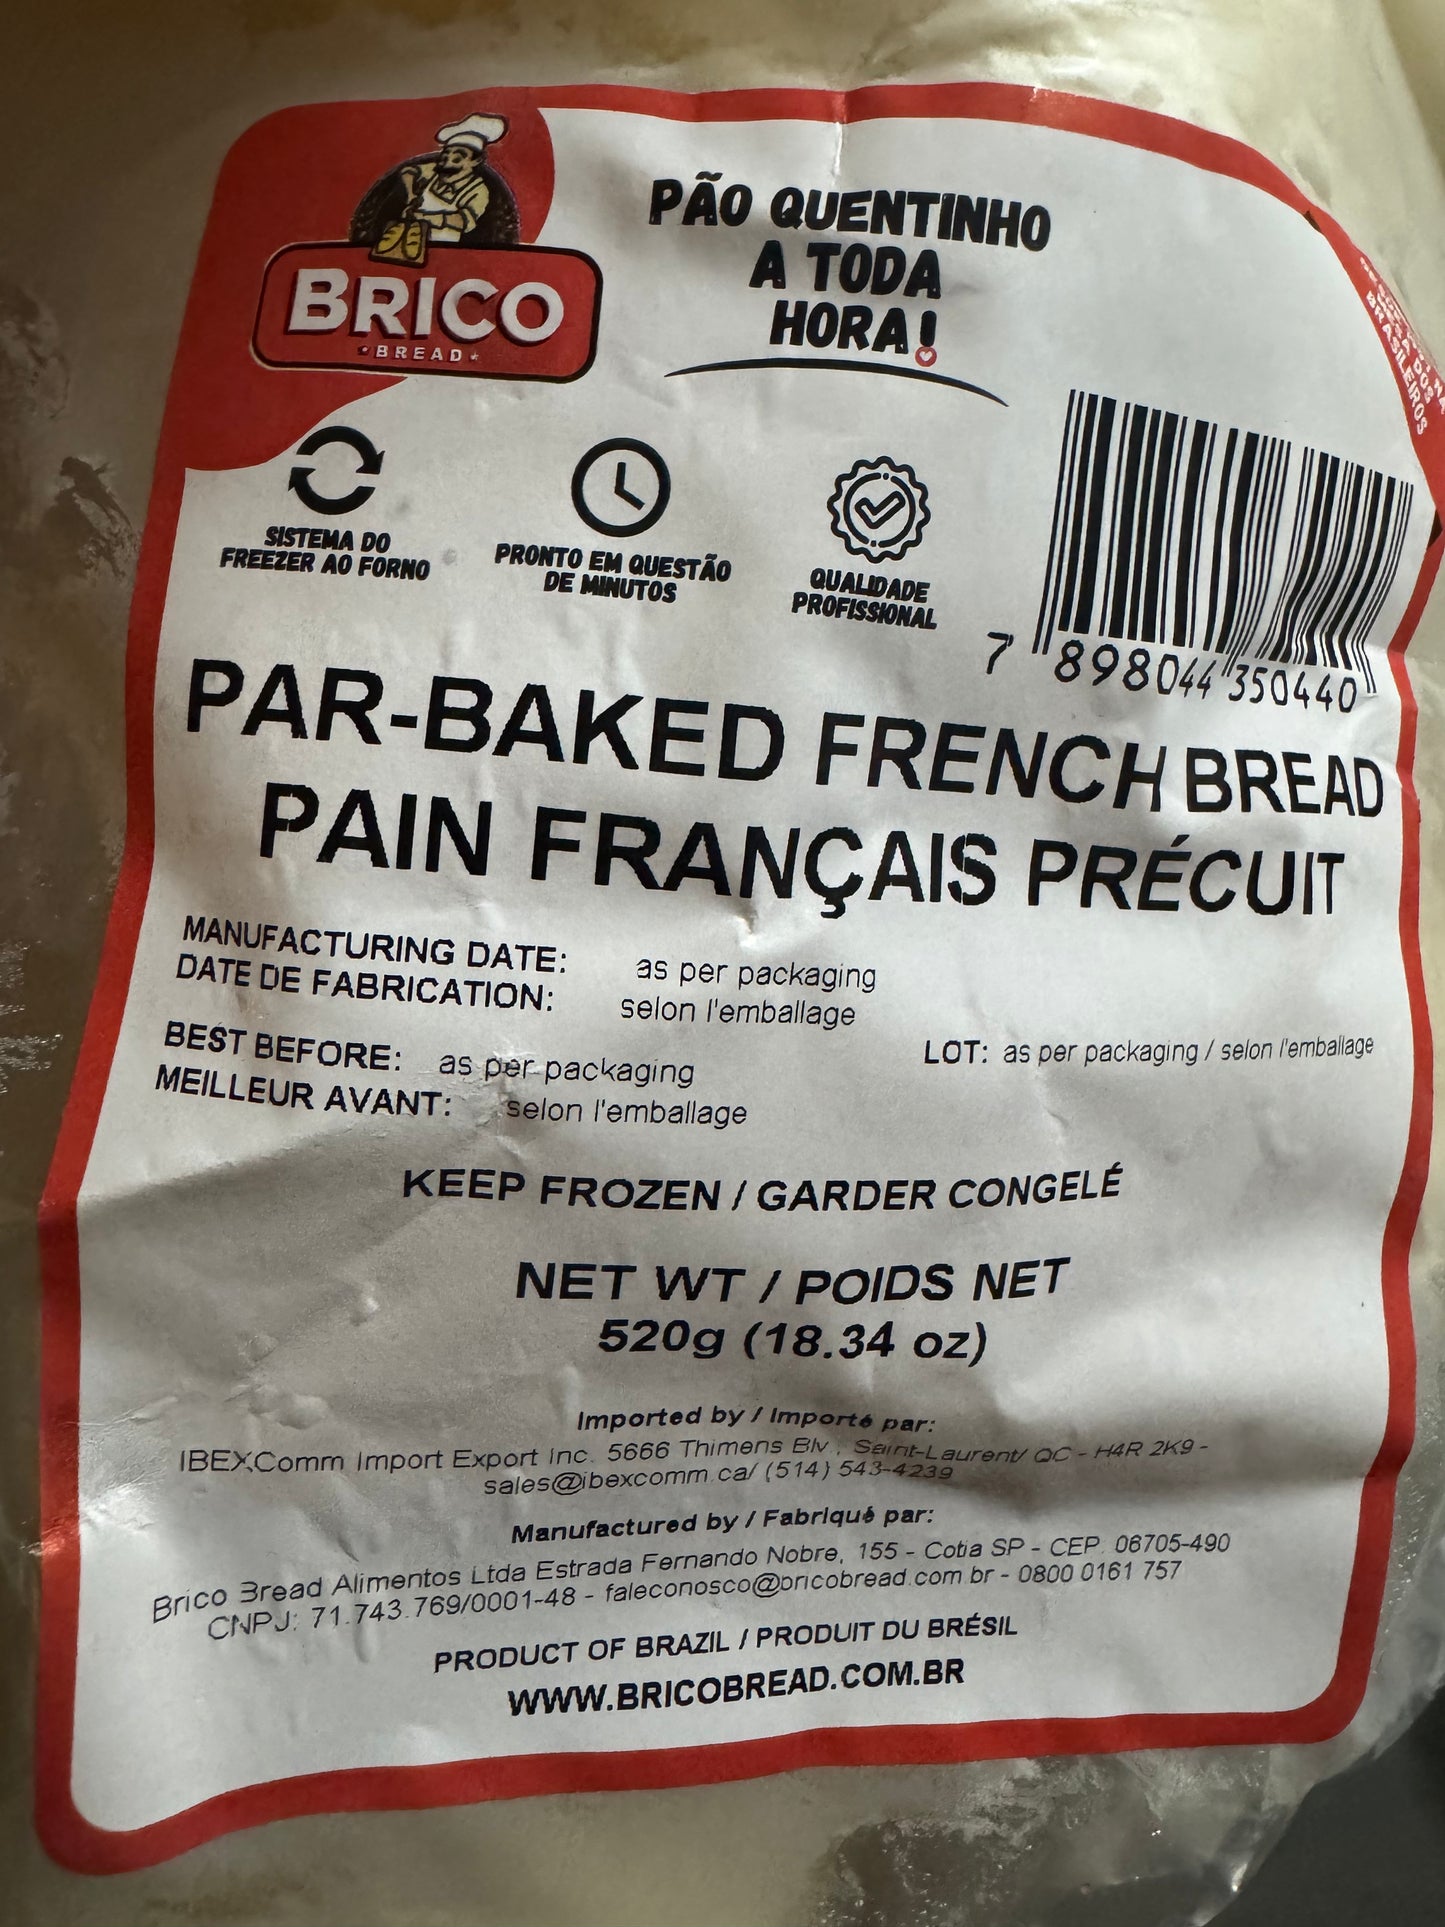 BRICO
BREAD
PÃO QUENTINHO
A TODA
HORA!
BRASILEIROS
SISTEMA DO
FREEZER AO FORNO
PRONTO EM QUESTÃO
DE MINUTOS
QUALIDADE
PROFISSIONAL
7 898044 350440
PAR-BAKED FRENCH BREAD
PAIN FRANÇAIS PRÉCUIT
MANUFACTURING DATE: as per packaging
DATE DE FABRICATION: selon l'emballage
BEST BEFORE: as per packaging
MEILLEUR AVANT: selon l'emballage
LOT: as per packaging / selon l'emballage
KEEP FROZEN / GARDER CONGELÉ
NET WT / POIDS NET
520g (18.34 oz)
Imported by / Importé par:
IBEXComm Import Export Inc. 5666 Thimens Blv., Saint-Laurent/ QC - H4R 2K9 -
sales@ibexcomm.ca/ (514) 543-4239
Manufactured by / Fabriqué par:
Brico Bread Alimentos Ltda Estrada Fernando Nobre, 155 - Cotia SP - CEP. 06705-490
CNPJ: 71.743.769/0001-48 - faleconosco@bricobread.com.br - 0800 0161 757
PRODUCT OF BRAZIL / PRODUIT DU BRÉSIL
WWW.BRICOBREAD.COM.BR